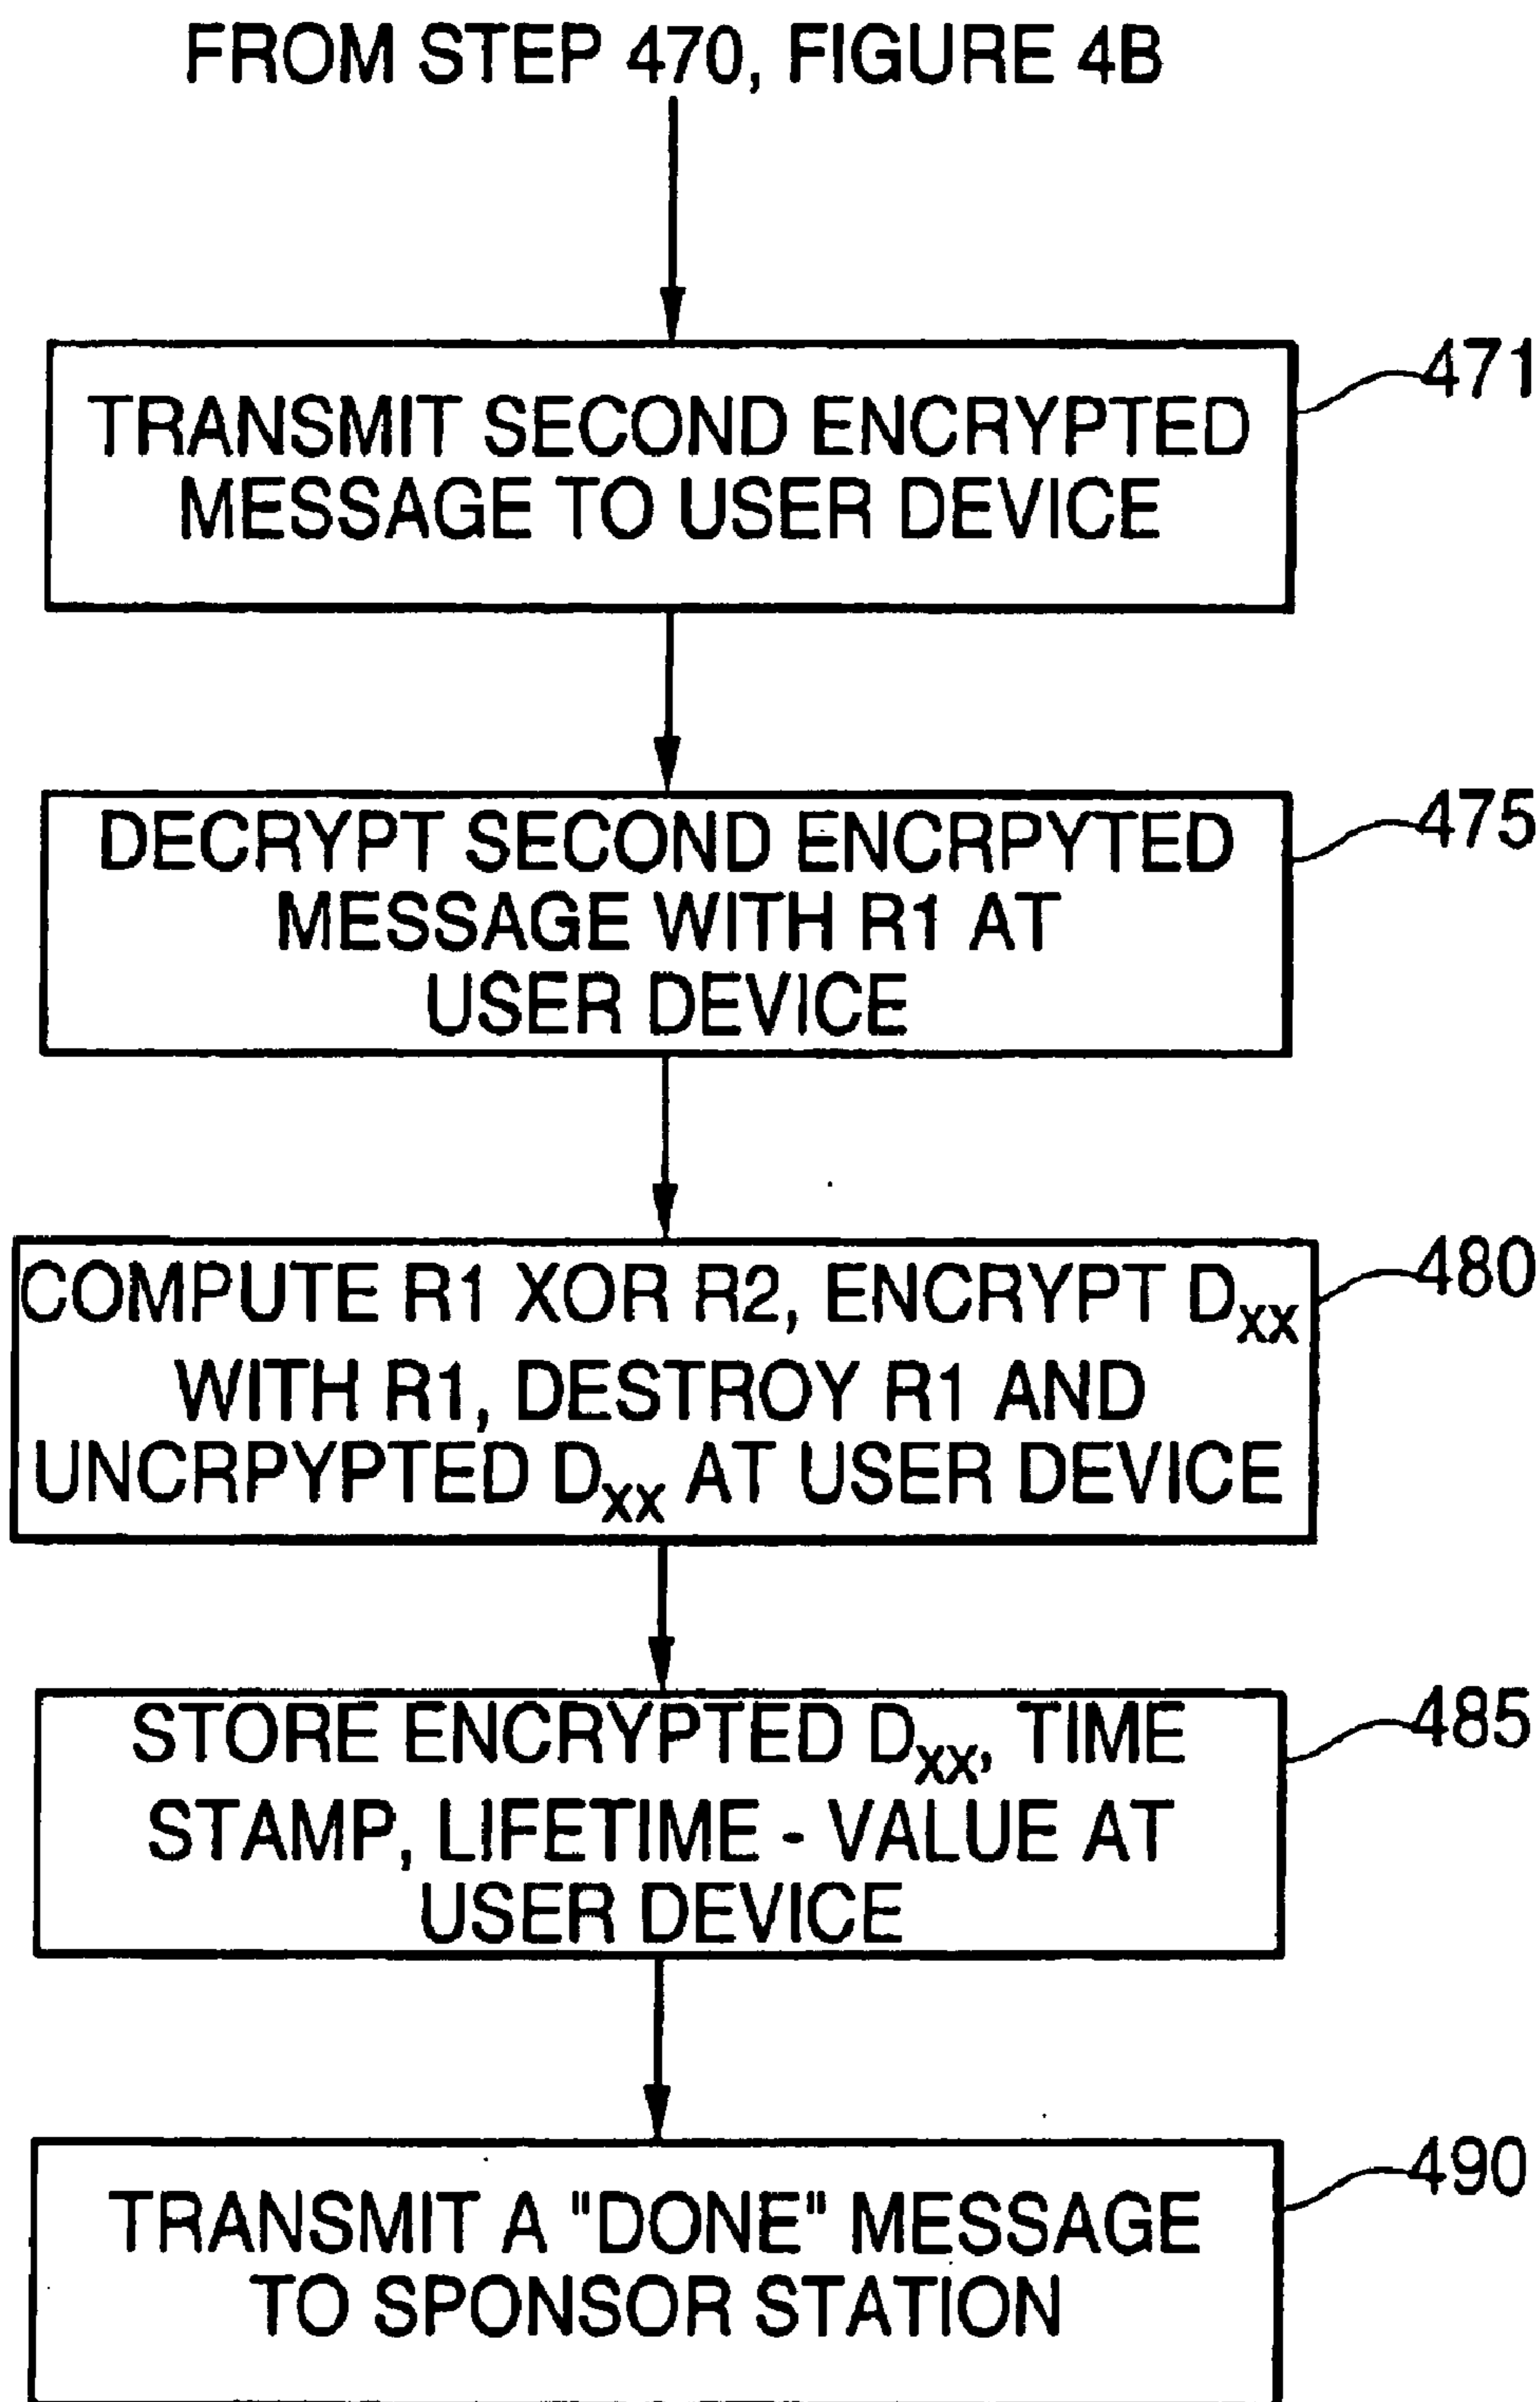 FROM STEP 470, FIGURE 4B
471
TRANSMIT SECOND ENCRYPTED
MESSAGE TO USER DEVICE
475
DECRYPT SECOND ENCRPYTED
MESSAGE WITH R1 AT
USER DEVICE
480
COMPUTE R1 XOR R2, ENCRYPT Dxx
WITH R1, DESTROY R1 AND
UNCRPYPTED Dxx AT USER DEVICE
485
STORE ENCRYPTED Dxx, TIME
STAMP, LIFETIME - VALUE AT
USER DEVICE
490
TRANSMIT A "DONE" MESSAGE
TO SPONSOR STATION